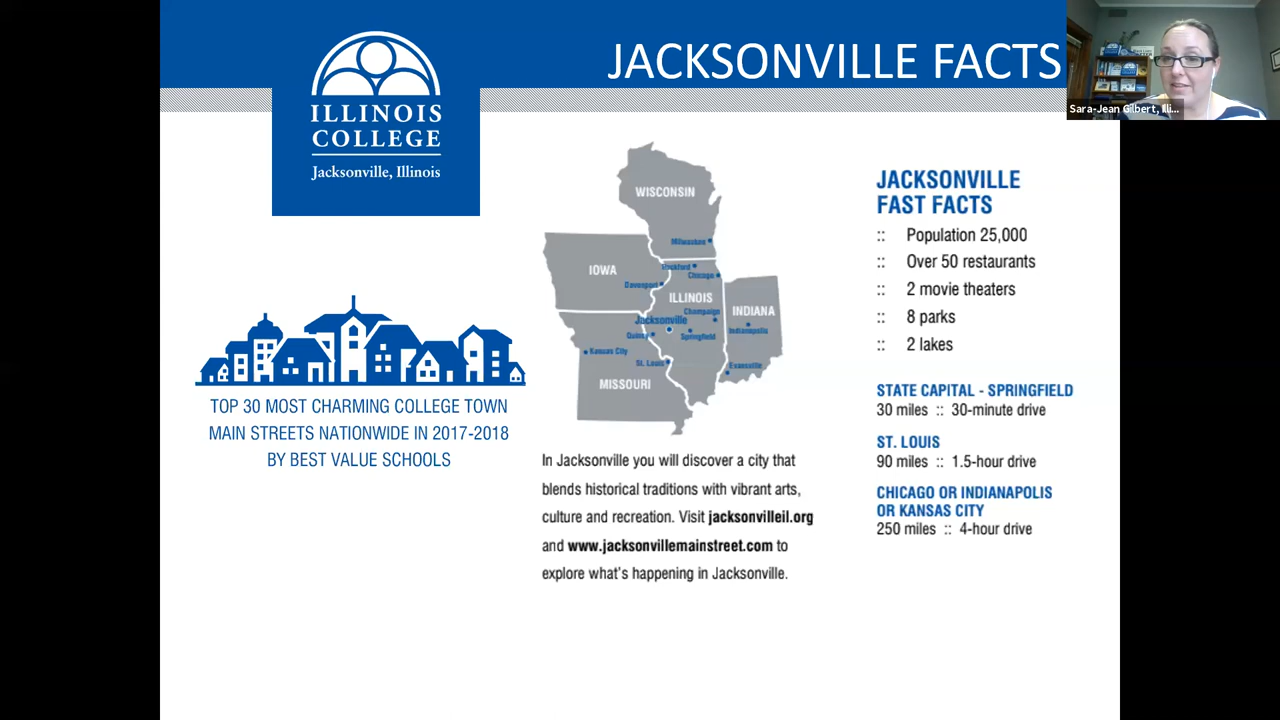 JACKSONVILLE FACTS
Sara-Jean Gilbert, Illi...
ILLINOIS
COLLEGE
Jacksonville, Illinois
TOP 30 MOST CHARMING COLLEGE TOWN
MAIN STREETS NATIONWIDE IN 2017-2018
BY BEST VALUE SCHOOLS
WISCONSIN
Milwaukee
IOWA
Rockford
Chicago
Davenport
ILLINOIS
Champaign
INDIANA
Jacksonville
Indianapolis
Quincy
Springfield
Kansas City
St. Louis
Evansville
MISSOURI
In Jacksonville you will discover a city that
blends historical traditions with vibrant arts,
culture and recreation. Visit jacksonvilleil.org
and www.jacksonvillemainstreet.com to
explore what's happening in Jacksonville.
JACKSONVILLE
FAST FACTS
:: Population 25,000
:: Over 50 restaurants
:: 2 movie theaters
:: 8 parks
:: 2 lakes
STATE CAPITAL - SPRINGFIELD
30 miles :: 30-minute drive
ST. LOUIS
90 miles :: 1.5-hour drive
CHICAGO OR INDIANAPOLIS
OR KANSAS CITY
250 miles :: 4-hour drive